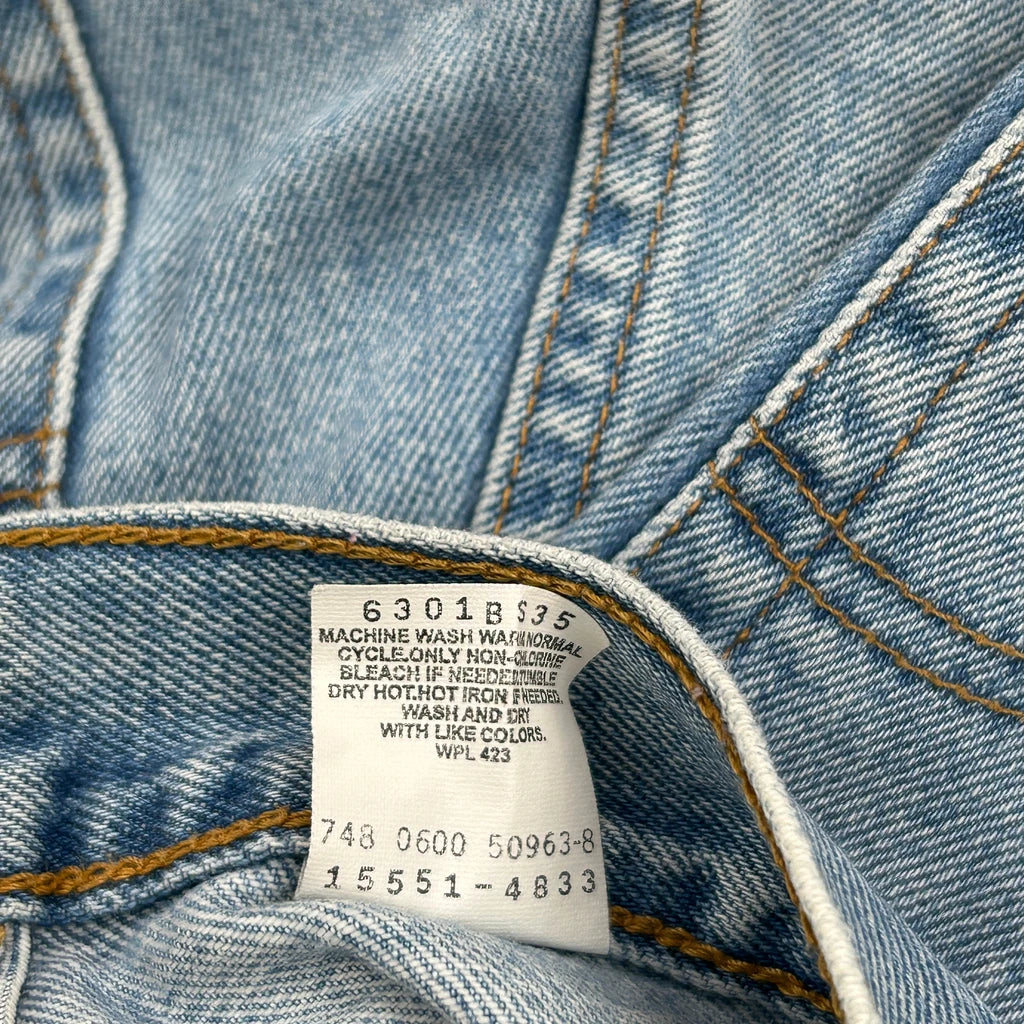 6301B S35
MACHINE WASH WARM NORMAL
CYCLE.ONLY NON-CLORINE
BLEACH IF NEEDED.TUMBLE
DRY HOT.HOT IRON IF NEEDED.
WASH AND DRY
WITH LIKE COLORS.
WPL 423
748 0600 50963-8
15551-4833